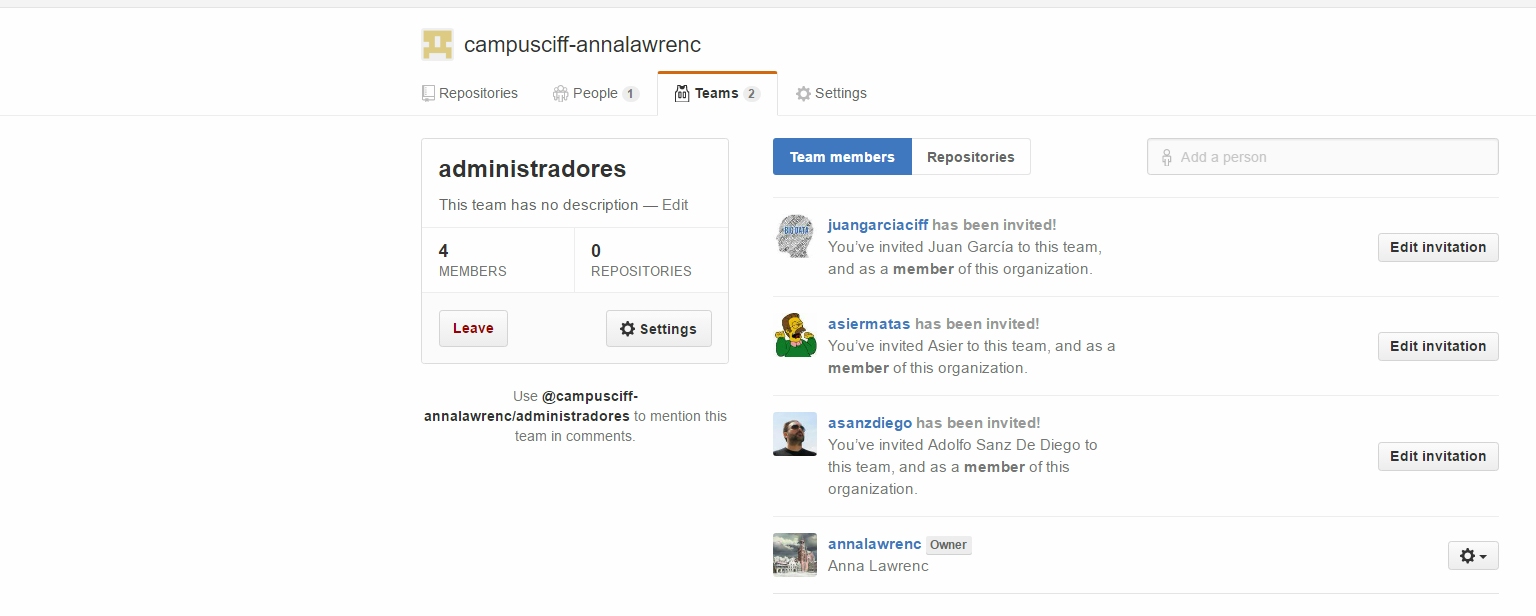 campusciff-annalawrenc
Repositories People 1 Teams 2 Settings
administradores
This team has no description — Edit
4
MEMBERS
0
REPOSITORIES
Leave
Settings
Use @campusciff-
annalawrenc/administradores to mention this
team in comments.
Team members Repositories
Add a person
BIG DATA
juangarciaciff has been invited!
You’ve invited Juan García to this team,
and as a member of this organization.
Edit invitation
asiermatas has been invited!
You’ve invited Asier to this team, and as a
member of this organization.
Edit invitation
asanzdiego has been invited!
You’ve invited Adolfo Sanz De Diego to
this team, and as a member of this
organization.
Edit invitation
annalawrenc Owner
Anna Lawrenc